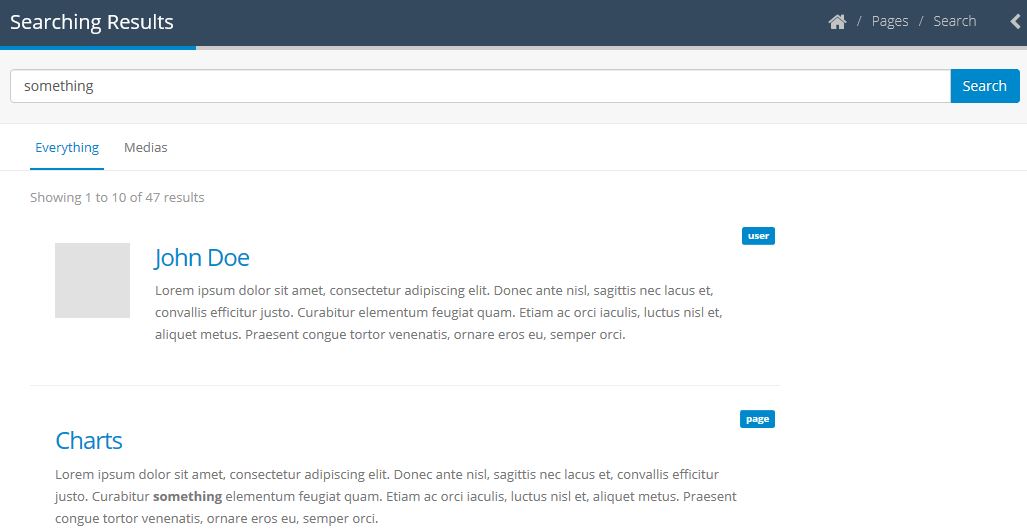 Searching Results
/ Pages / Search
something
Search
Everything Medias
Showing 1 to 10 of 47 results
user
John Doe
Lorem ipsum dolor sit amet, consectetur adipiscing elit. Donec ante nisl, sagittis nec lacus et,
convallis efficitur justo. Curabitur elementum feugiat quam. Etiam ac orci iaculis, luctus nisl et,
aliquet metus. Praesent congue tortor venenatis, ornare eros eu, semper orci.
page
Charts
Lorem ipsum dolor sit amet, consectetur adipiscing elit. Donec ante nisl, sagittis nec lacus et, convallis efficitur
justo. Curabitur something elementum feugiat quam. Etiam ac orci iaculis, luctus nisl et, aliquet metus. Praesent
congue tortor venenatis, ornare eros eu, semper orci.